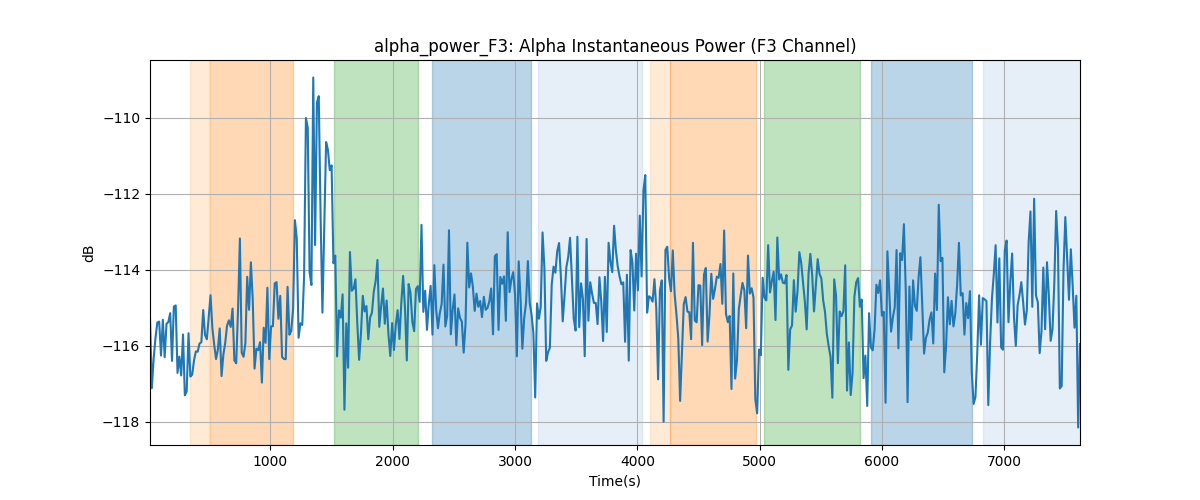 alpha_power_F3: Alpha Instantaneous Power (F3 Channel)
dB
−110
−112
−114
−116
−118
1000 2000 3000 4000 5000 6000 7000
Time(s)